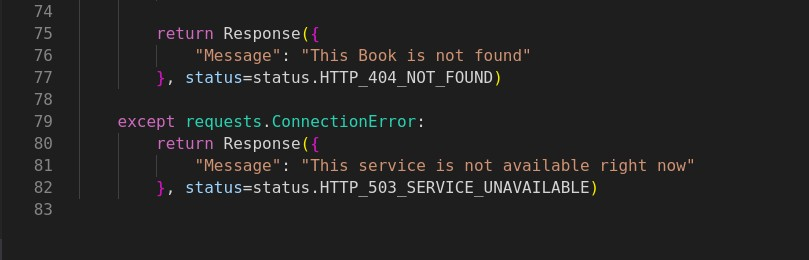 74
75 return Response({
76 "Message": "This Book is not found"
77 }, status=status.HTTP_404_NOT_FOUND)
78
79 except requests.ConnectionError:
80 return Response({
81 "Message": "This service is not available right now"
82 }, status=status.HTTP_503_SERVICE_UNAVAILABLE)
83